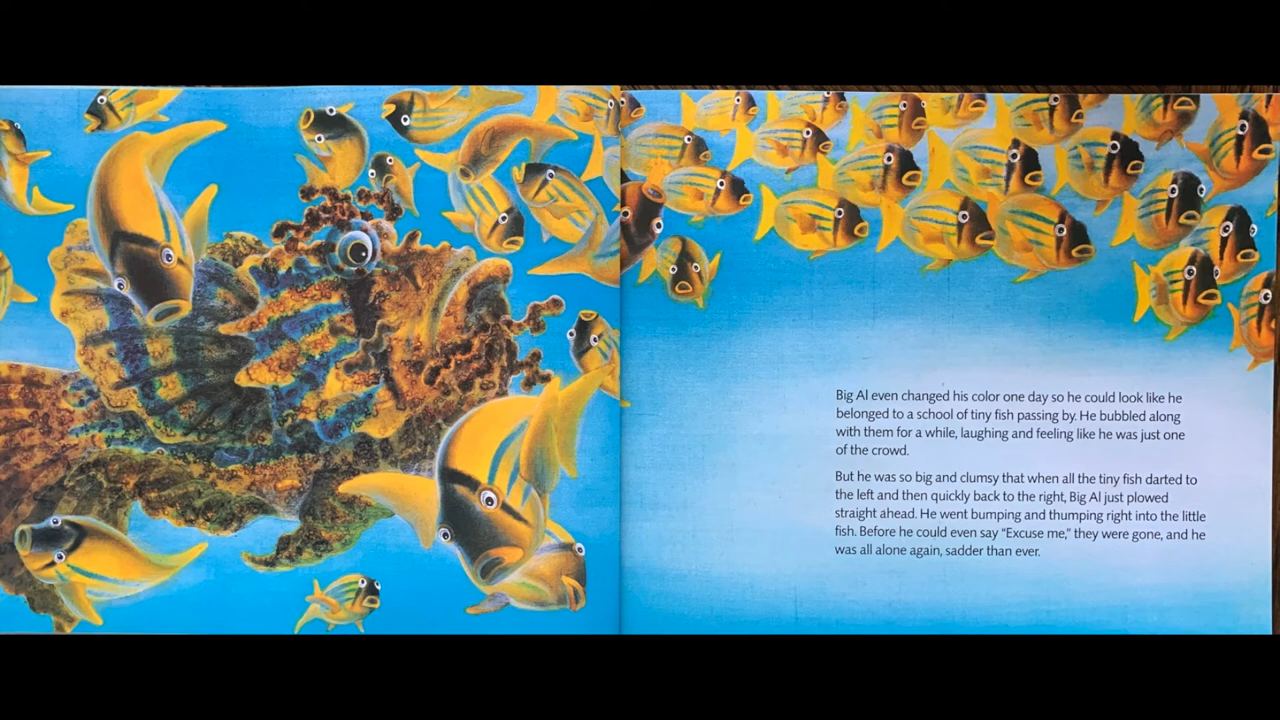 Big Al even changed his color one day so he could look like he
belonged to a school of tiny fish passing by. He bubbled along
with them for a while, laughing and feeling like he was just one
of the crowd.
But he was so big and clumsy that when all the tiny fish darted to
the left and then quickly back to the right, Big Al just plowed
straight ahead. He went bumping and thumping right into the little
fish. Before he could even say “Excuse me,” they were gone, and he
was all alone again, sadder than ever.